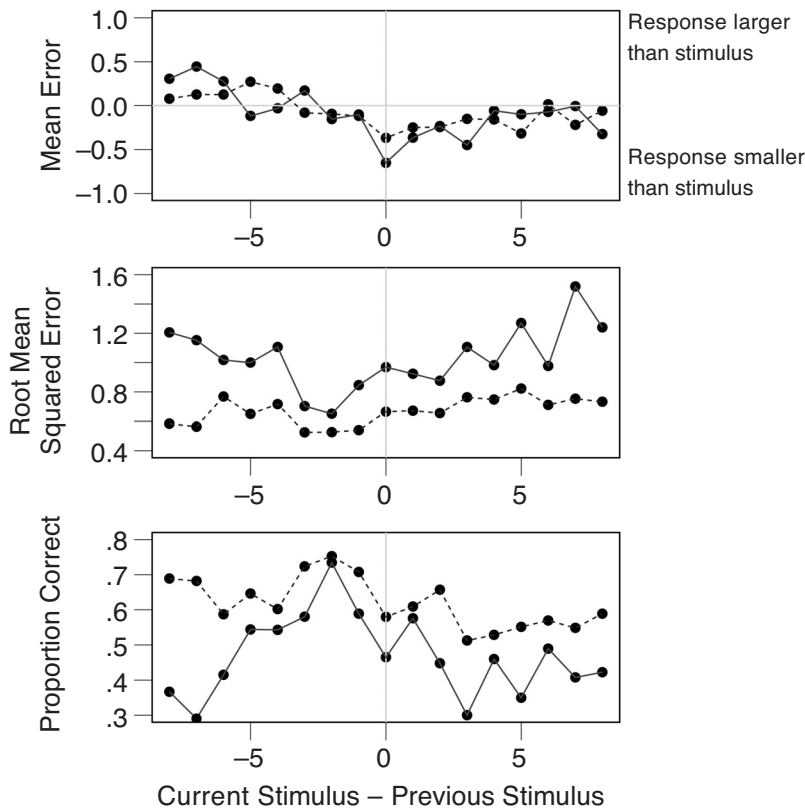 1.0
0.5
0.0
–0.5
–1.0
Mean Error
Response larger
than stimulus
Response smaller
than stimulus
–5
0
5
1.6
1.2
0.8
0.4
Root Mean
Squared Error
–5
0
5
.8
.7
.6
.5
.4
.3
Proportion Correct
–5
0
5
Current Stimulus – Previous Stimulus